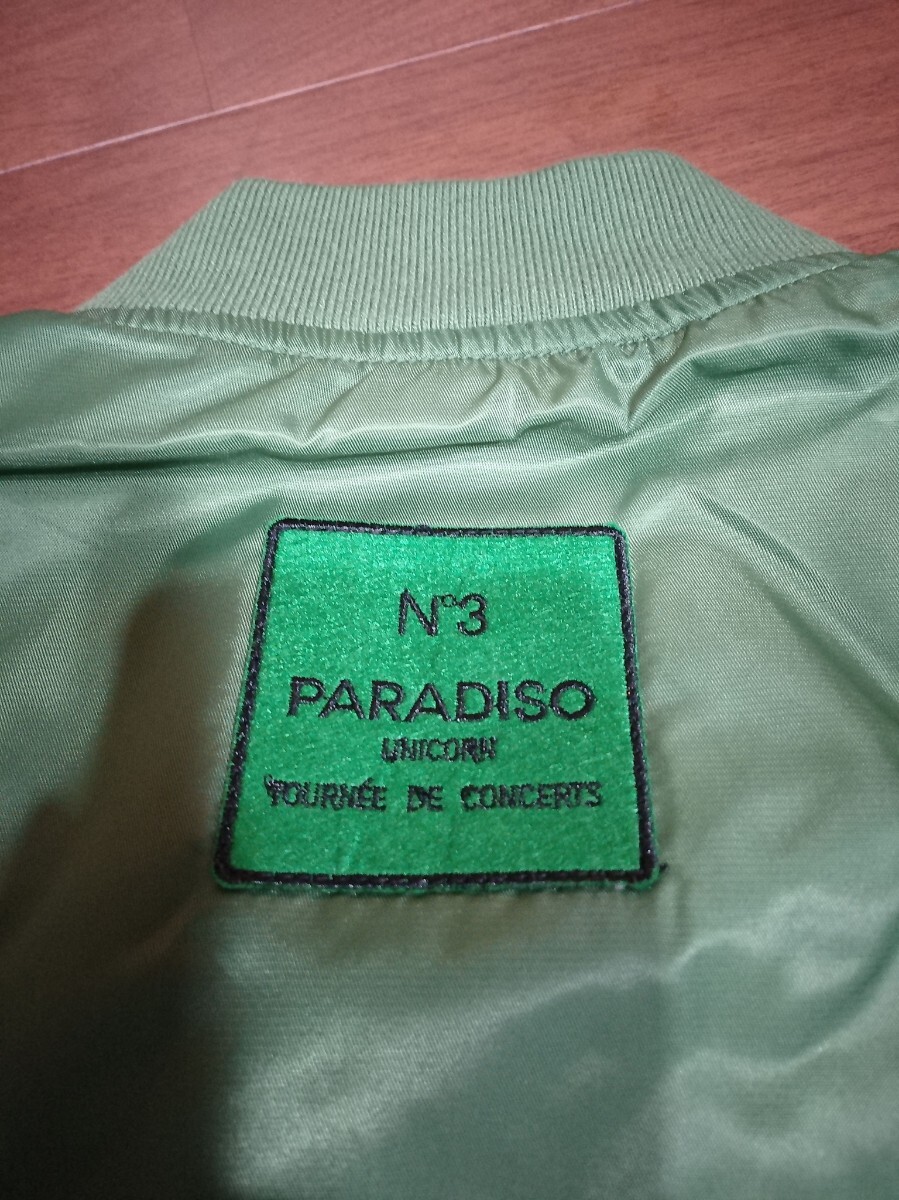 N°3
PARADISO
UNICORN
TOURNÉE DE CONCERTS